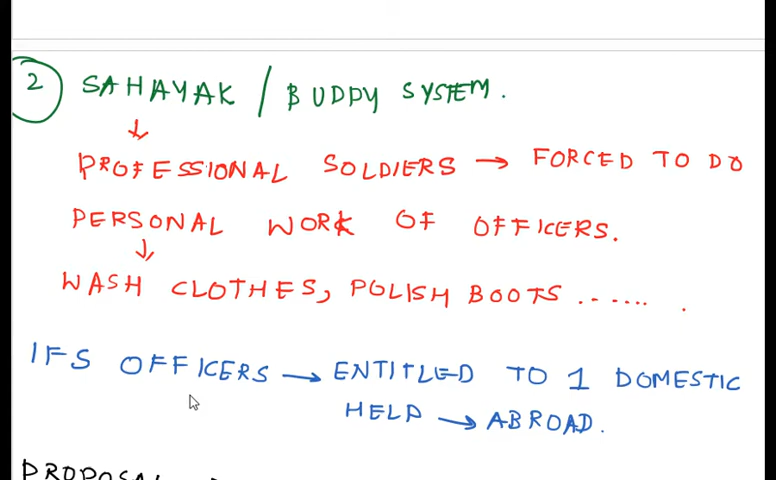 2 SAHAYAK / BUDDY SYSTEM.
↓
PROFESSIONAL SOLDIERS → FORCED TO DO
PERSONAL WORK OF OFFICERS.
↓
WASH CLOTHES, POLISH BOOTS ...... .
IFS OFFICERS → ENTITLED TO 1 DOMESTIC
HELP → ABROAD.
PROPOSAL